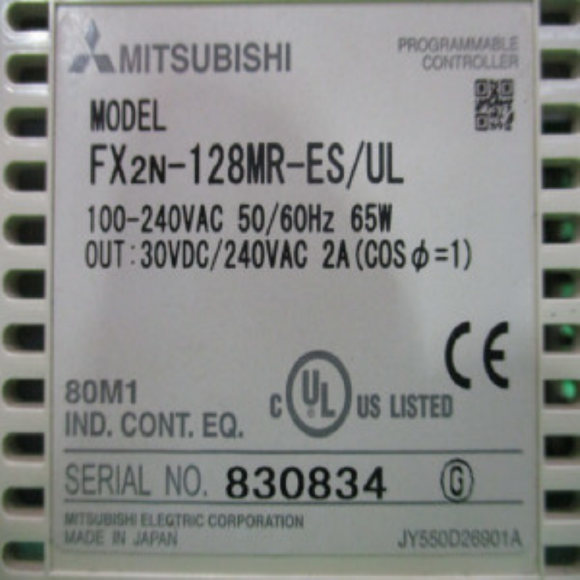 MITSUBISHI
PROGRAMMABLE
CONTROLLER
MODEL
FX2N-128MR-ES/UL
100-240VAC 50/60Hz 65W
OUT:30VDC/240VAC 2A(COSφ=1)
CE
80M1
IND. CONT. EQ.
C UL US LISTED
SERIAL NO. 830834 G
MITSUBISHI ELECTRIC CORPORATION
MADE IN JAPAN
JY550D26901A